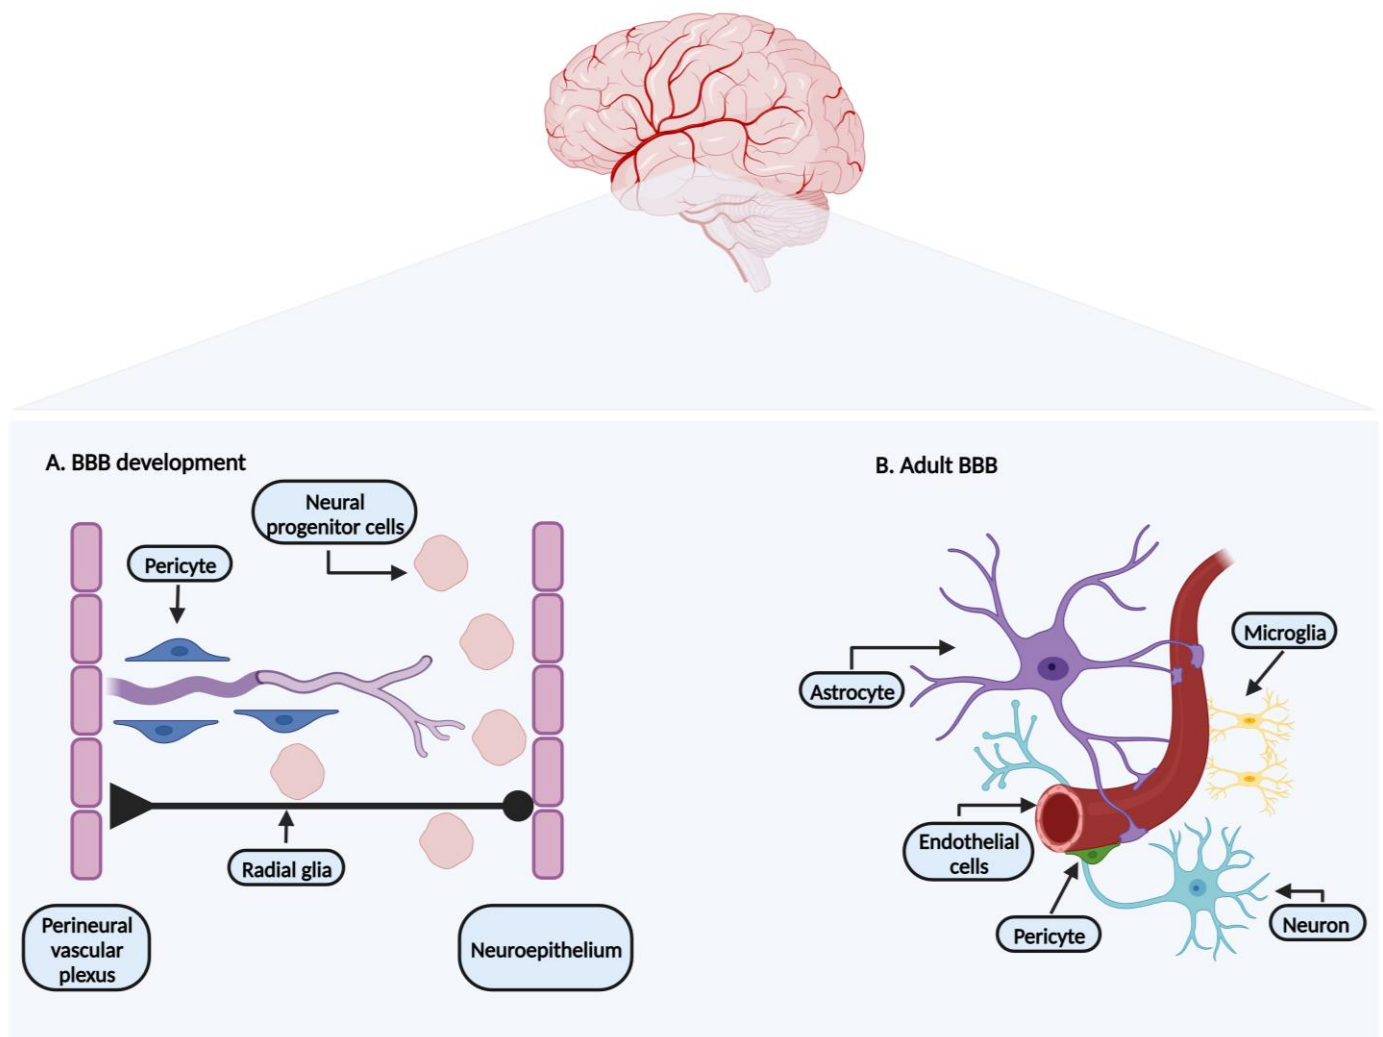 A. BBB development
Neural
progenitor cells
Pericyte
Radial glia
Perineural
vascular
plexus
Neuroepithelium
B. Adult BBB
Microglia
Astrocyte
Endothelial
cells
Pericyte
Neuron